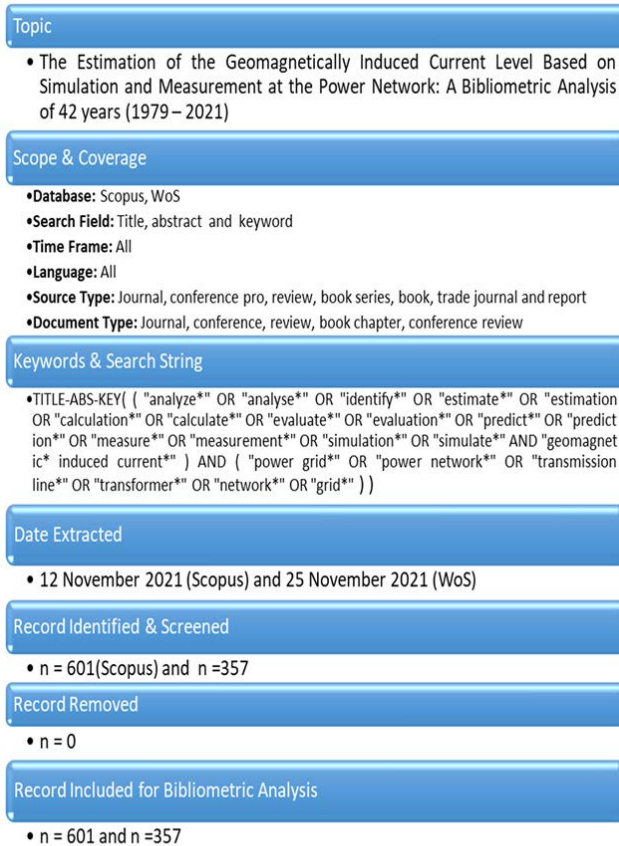 Topic
• The Estimation of the Geomagnetically Induced Current Level Based on
Simulation and Measurement at the Power Network: A Bibliometric Analysis
of 42 years (1979 – 2021)
Scope & Coverage
•Database: Scopus, WoS
•Search Field: Title, abstract and keyword
•Time Frame: All
•Language: All
•Source Type: Journal, conference pro, review, book series, book, trade journal and report
•Document Type: Journal, conference, review, book chapter, conference review
Keywords & Search String
•TITLE-ABS-KEY( ( "analyze*" OR "analyse*" OR "identify*" OR "estimate*" OR "estimation
OR "calculation*" OR "calculate*" OR "evaluate*" OR "evaluation*" OR "predict*" OR "predict
ion*" OR "measure*" OR "measurement*" OR "simulation*" OR "simulate*" AND "geomagnet
ic* induced current*" ) AND ( "power grid*" OR "power network*" OR "transmission
line*" OR "transformer*" OR "network*" OR "grid*" ) )
Date Extracted
• 12 November 2021 (Scopus) and 25 November 2021 (WoS)
Record Identified & Screened
• n = 601(Scopus) and n =357
Record Removed
• n = 0
Record Included for Bibliometric Analysis
• n = 601 and n =357